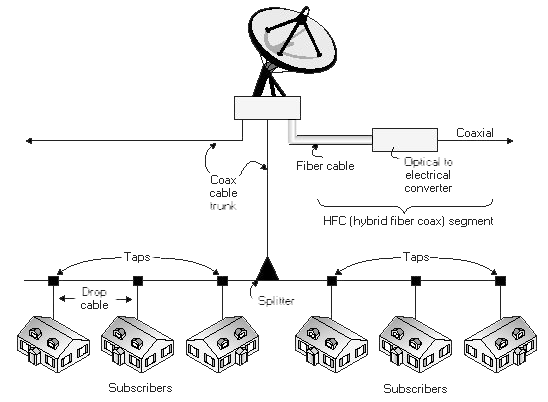 Coaxial
Fiber cable
Optical to
electrical
converter
Coax
cable
trunk
HFC (hybrid fiber coax) segment
Taps
Taps
Drop
cable
Splitter
Subscribers
Subscribers